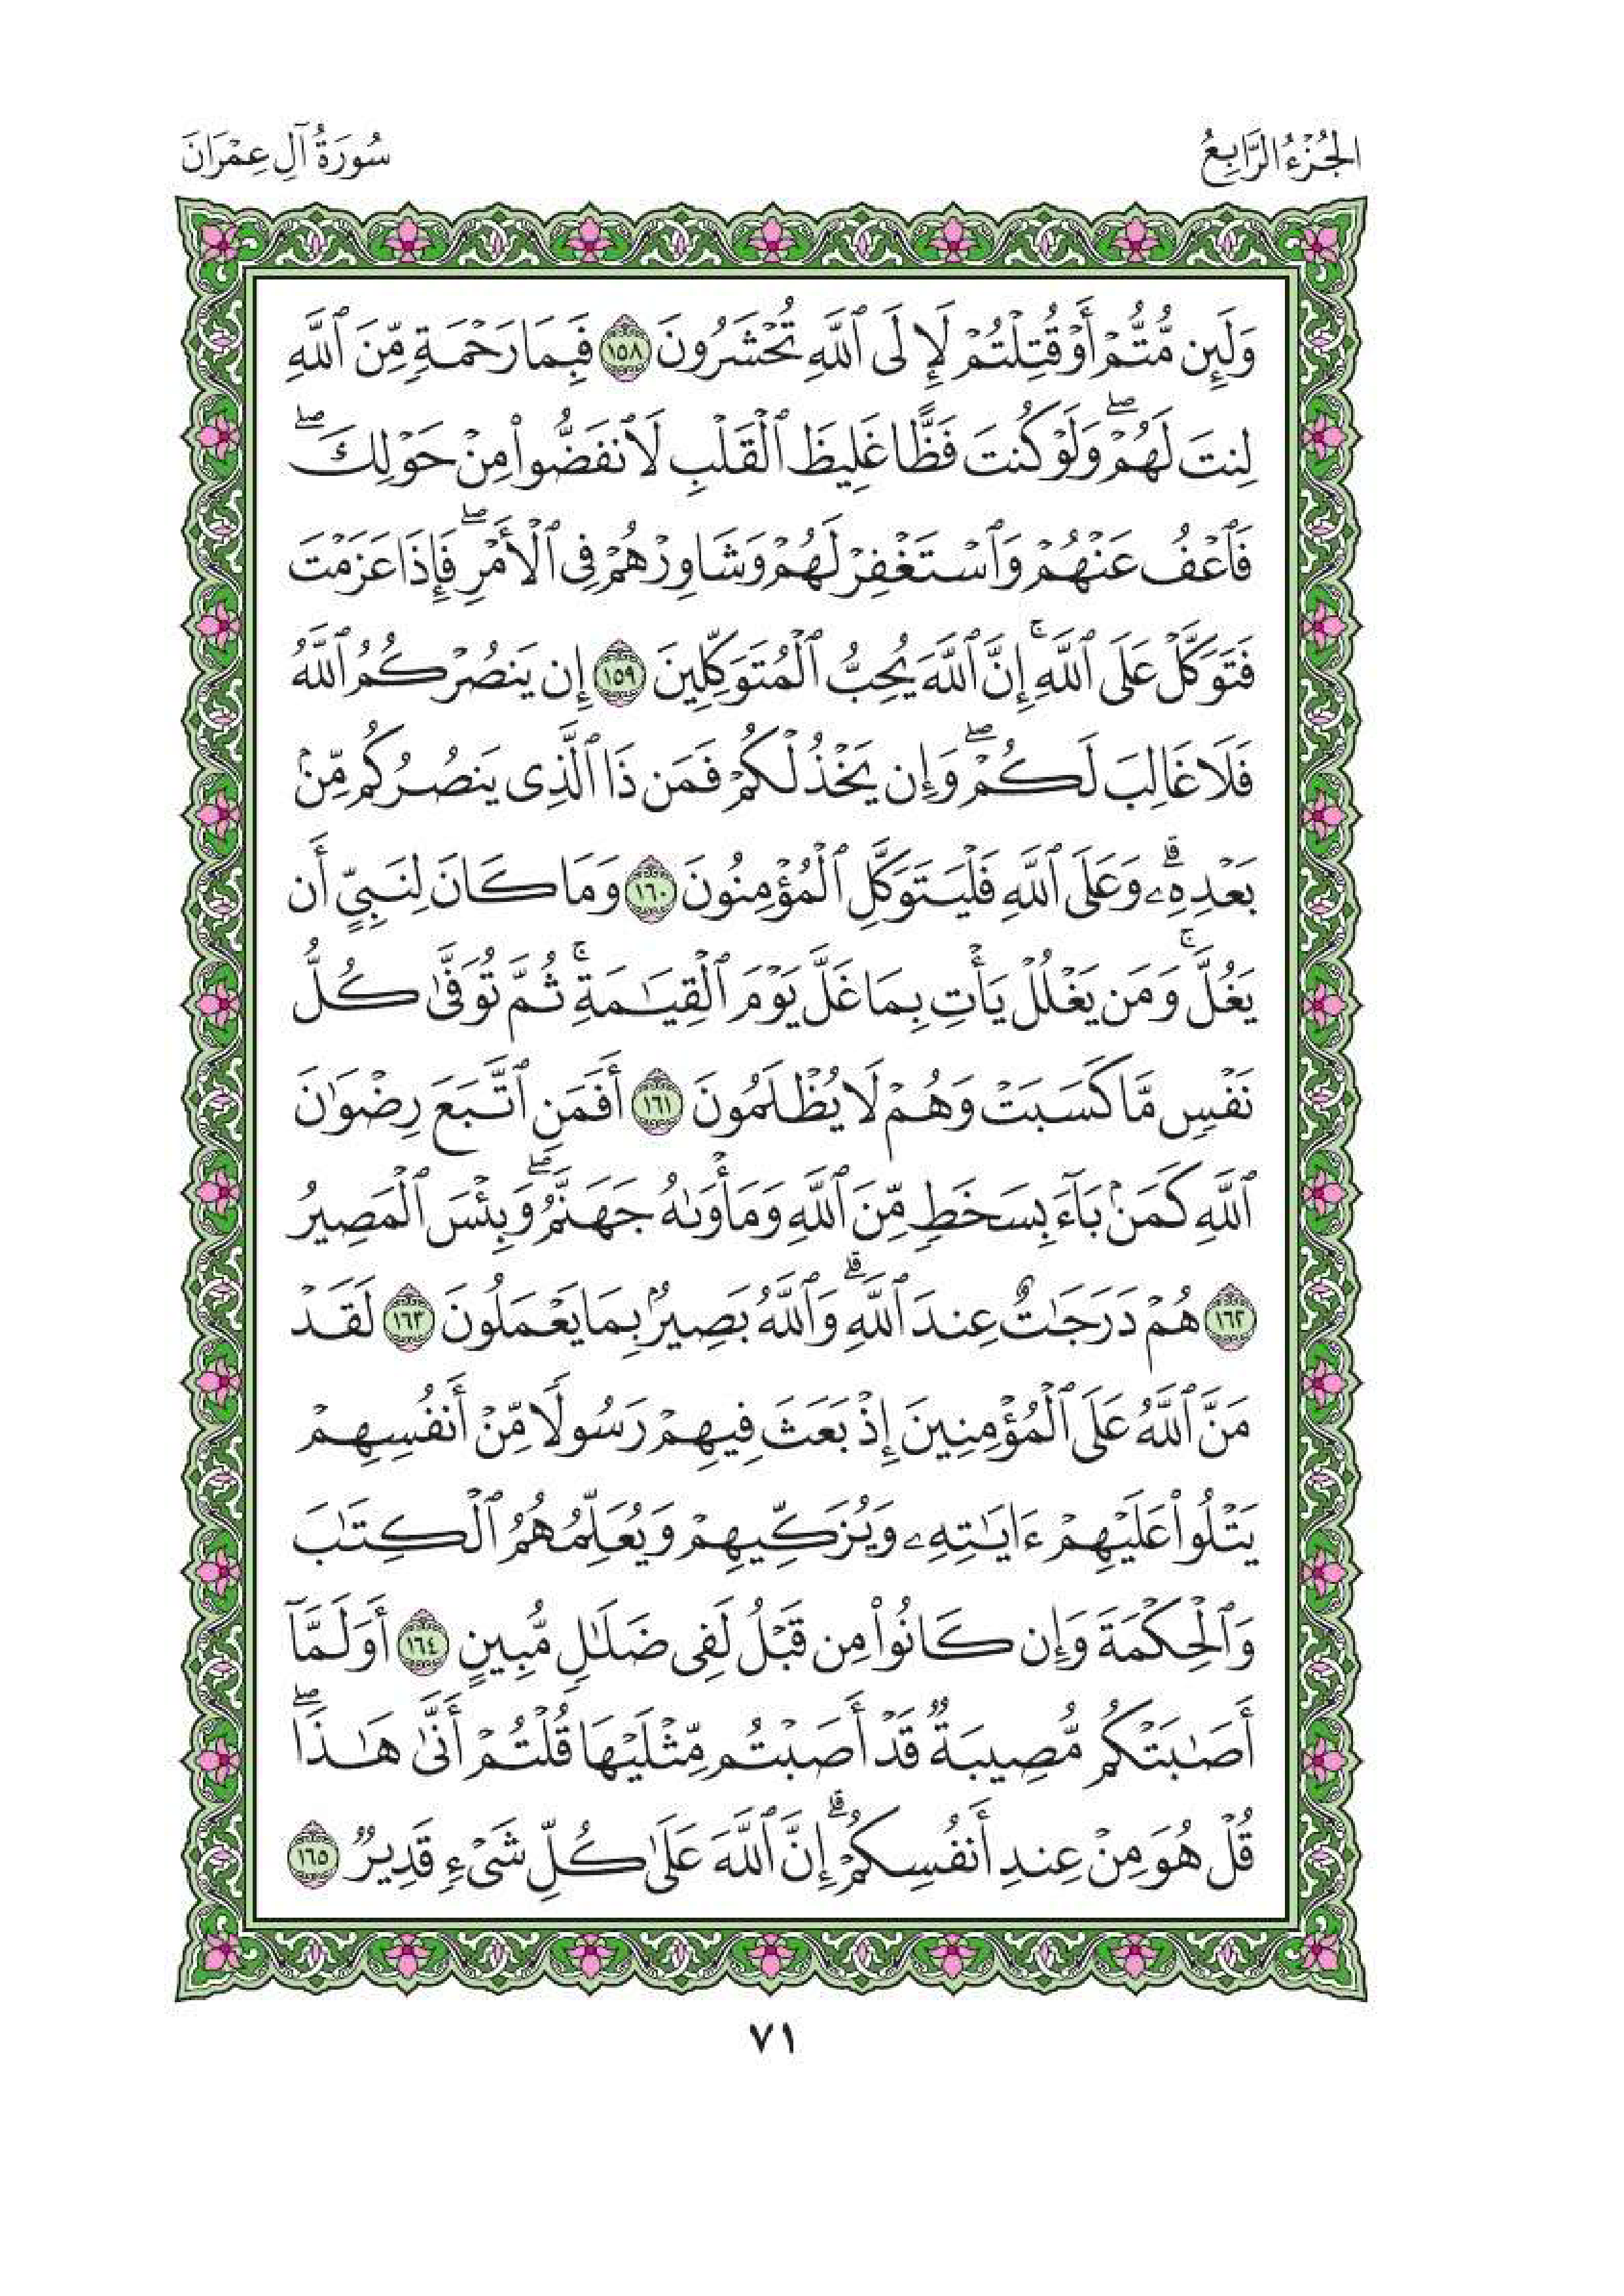 الجُزْءُ الرَّابِعُ
سُورَةُ آلِ عِمْرَانَ
وَلَئِن مُّتُّمْ أَوْ قُتِلْتُمْ لَإِلَى ٱللَّهِ تُحْشَرُونَ ١٥٨ فَبِمَا رَحْمَةٍ مِّنَ ٱللَّهِ
لِنتَ لَهُمْۖ وَلَوْ كُنتَ فَظًّا غَلِيظَ ٱلْقَلْبِ لَٱنفَضُّوا۟ مِنْ حَوْلِكَۖ
فَٱعْفُ عَنْهُمْ وَٱسْتَغْفِرْ لَهُمْ وَشَاوِرْهُمْ فِى ٱلْأَمْرِۖ فَإِذَا عَزَمْتَ
فَتَوَكَّلْ عَلَى ٱللَّهِۚ إِنَّ ٱللَّهَ يُحِبُّ ٱلْمُتَوَكِّلِينَ ١٥٩ إِن يَنصُرْكُمُ ٱللَّهُ
فَلَا غَالِبَ لَكُمْۖ وَإِن يَخْذُلْكُمْ فَمَن ذَا ٱلَّذِى يَنصُرُكُم مِّنۢ
بَعْدِهِۦۗ وَعَلَى ٱللَّهِ فَلْيَتَوَكَّلِ ٱلْمُؤْمِنُونَ ١٦٠ وَمَا كَانَ لِنَبِىٍّ أَن
يَغُلَّۚ وَمَن يَغْلُلْ يَأْتِ بِمَا غَلَّ يَوْمَ ٱلْقِيَـٰمَةِۚ ثُمَّ تُوَفَّىٰ كُلُّ
نَفْسٍ مَّا كَسَبَتْ وَهُمْ لَا يُظْلَمُونَ ١٦١ أَفَمَنِ ٱتَّبَعَ رِضْوَٰنَ
ٱللَّهِ كَمَنۢ بَآءَ بِسَخَطٍ مِّنَ ٱللَّهِ وَمَأْوَىٰهُ جَهَنَّمُۖ وَبِئْسَ ٱلْمَصِيرُ
١٦٢ هُمْ دَرَجَـٰتٌ عِندَ ٱللَّهِۗ وَٱللَّهُ بَصِيرٌۢ بِمَا يَعْمَلُونَ ١٦٣ لَقَدْ
مَنَّ ٱللَّهُ عَلَى ٱلْمُؤْمِنِينَ إِذْ بَعَثَ فِيهِمْ رَسُولًا مِّنْ أَنفُسِهِمْ
يَتْلُوا۟ عَلَيْهِمْ ءَايَـٰتِهِۦ وَيُزَكِّيهِمْ وَيُعَلِّمُهُمُ ٱلْكِتَـٰبَ
وَٱلْحِكْمَةَ وَإِن كَانُوا۟ مِن قَبْلُ لَفِى ضَلَـٰلٍ مُّبِينٍ ١٦٤ أَوَلَمَّآ
أَصَـٰبَتْكُم مُّصِيبَةٌ قَدْ أَصَبْتُم مِّثْلَيْهَا قُلْتُمْ أَنَّىٰ هَـٰذَاۖ
قُلْ هُوَ مِنْ عِندِ أَنفُسِكُمْۗ إِنَّ ٱللَّهَ عَلَىٰ كُلِّ شَىْءٍ قَدِيرٌ ١٦٥
٧١